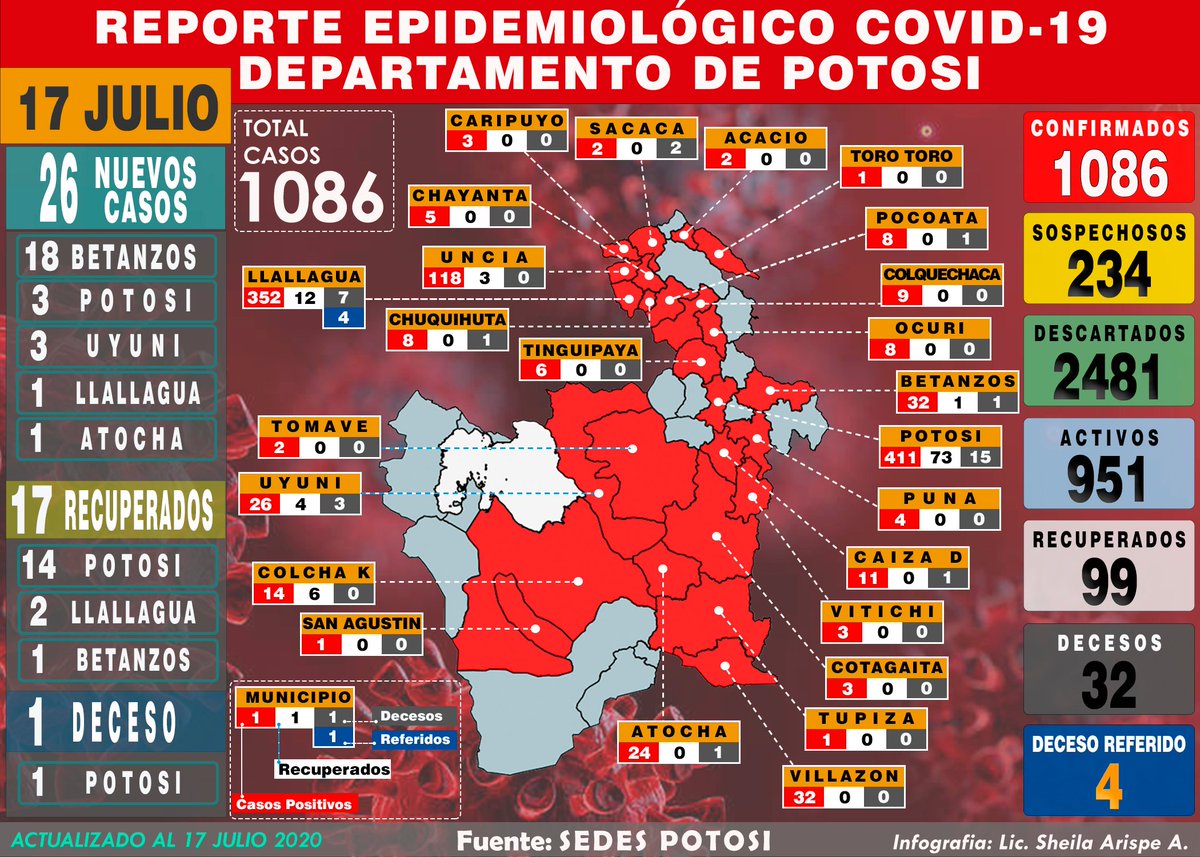 REPORTE EPIDEMIOLÓGICO COVID-19
DEPARTAMENTO DE POTOSI
17 JULIO
26 NUEVOS CASOS
18 BETANZOS
3 POTOSI
3 UYUNI
1 LLALLAGUA
1 ATOCHA
17 RECUPERADOS
14 POTOSI
2 LLALLAGUA
1 BETANZOS
1 DECESO
1 POTOSI
TOTAL
CASOS
1086
CARIPUYO
3 0 0
SACACA
2 0 2
ACACIO
2 0 0
TORO TORO
1 0 0
CHAYANTA
5 0 0
POCOATA
8 0 1
UNCIA
118 3 0
COLQUECHACA
9 0 0
LLALLAGUA
352 12 7
4
CHUQUIHUTA
8 0 1
OCURI
8 0 0
TINGUIPAYA
6 0 0
BETANZOS
32 1 1
TOMAVE
2 0 0
POTOSI
411 73 15
UYUNI
26 4 3
PUNA
4 0 0
COLCHA K
14 6 0
CAIZA D
11 0 1
SAN AGUSTIN
1 0 0
VITICHI
3 0 0
COTAGAITA
3 0 0
TUPIZA
1 0 0
ATOCHA
24 0 1
VILLAZON
32 0 0
MUNICIPIO
1 1 1 Decesos
1 Referidos
Recuperados
Casos Positivos
CONFIRMADOS
1086
SOSPECHOSOS
234
DESCARTADOS
2481
ACTIVOS
951
RECUPERADOS
99
DECESOS
32
DECESO REFERIDO
4
ACTUALIZADO AL 17 JULIO 2020
Fuente: SEDES POTOSI
Infografia: Lic. Sheila Arispe A.